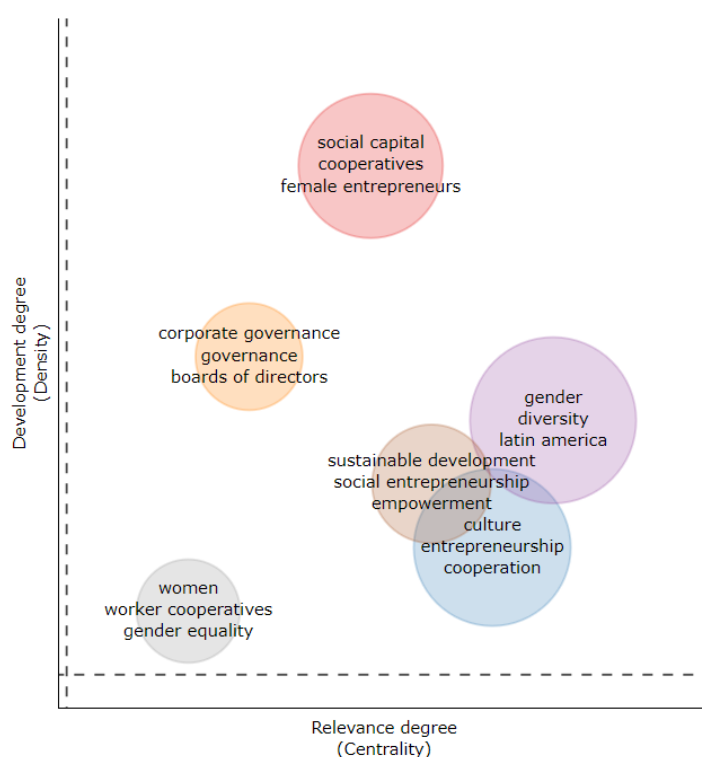 social capital
cooperatives
female entrepreneurs
corporate governance
governance
boards of directors
gender
diversity
latin america
sustainable development
social entrepreneurship
empowerment
culture
entrepreneurship
cooperation
women
worker cooperatives
gender equality
Development degree
(Density)
Relevance degree
(Centrality)